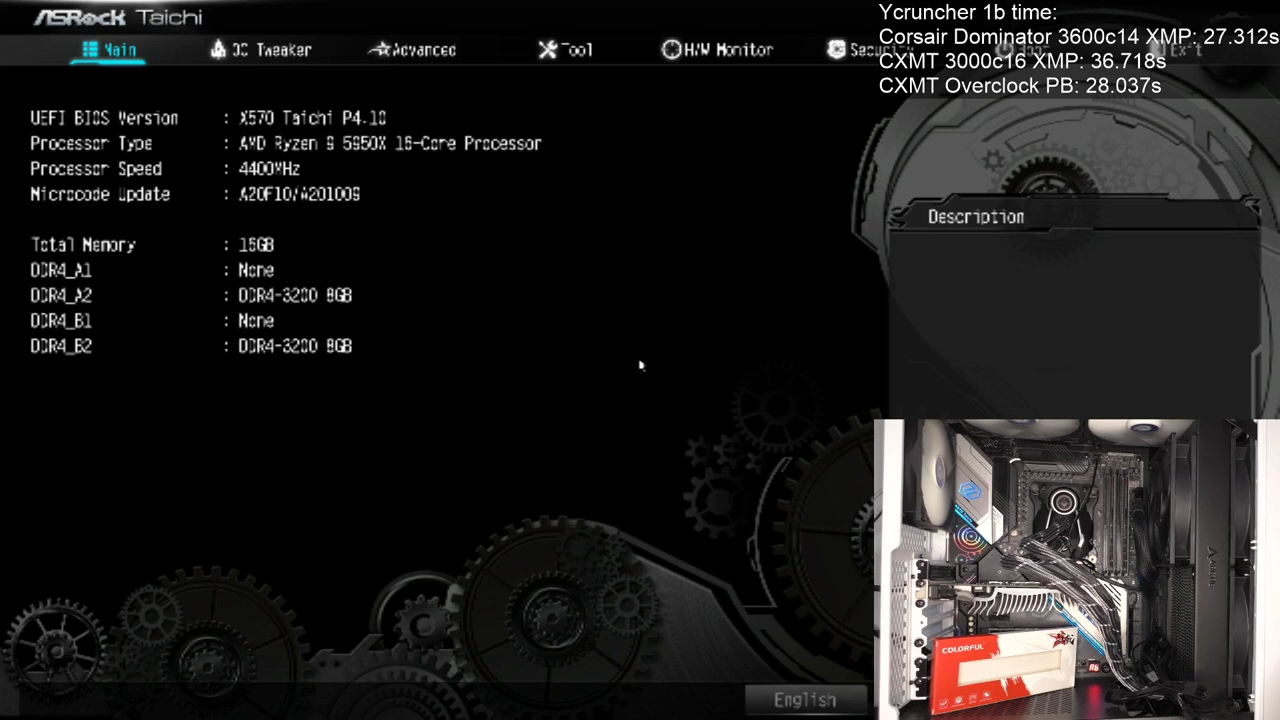 ASRock Taichi
Main
OC Tweaker
Advanced
Tool
H/W Monitor
Security
Exit
Ycruncher 1b time:
Corsair Dominator 3600c14 XMP: 27.312s
CXMT 3000c16 XMP: 36.718s
CXMT Overclock PB: 28.037s
UEFI BIOS Version : X570 Taichi P4.10
Processor Type : AMD Ryzen 9 5950X 16-Core Processor
Processor Speed : 4400MHz
Microcode Update : A20F10/A201009
Total Memory : 16GB
DDR4_A1 : None
DDR4_A2 : DDR4-3200 8GB
DDR4_B1 : None
DDR4_B2 : DDR4-3200 8GB
Description
COLORFUL
English